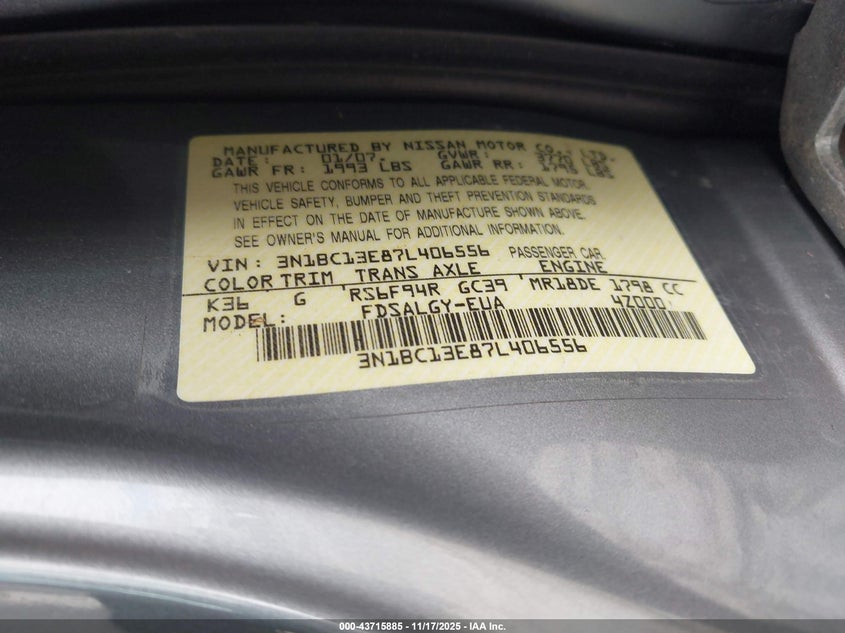 MANUFACTURED BY NISSAN MOTOR CO., LTD.
DATE: 01/07. GVWR: 3770 LBS
GAWR FR: 1993 LBS GAWR RR: 1795 LBS
THIS VEHICLE CONFORMS TO ALL APPLICABLE FEDERAL MOTOR
VEHICLE SAFETY, BUMPER AND THEFT PREVENTION STANDARDS
IN EFFECT ON THE DATE OF MANUFACTURE SHOWN ABOVE.
SEE OWNER'S MANUAL FOR ADDITIONAL INFORMATION.
VIN: 3N1BC13E87L406556 PASSENGER CAR
COLOR TRIM TRANS AXLE ENGINE
K36 G RS6F94R GC39 MR18DE 1798 CC
MODEL: FDSALGY-EUA 4Z000
3N1BC13E87L406556
000-43715885 - 11/17/2025 - IAA Inc.